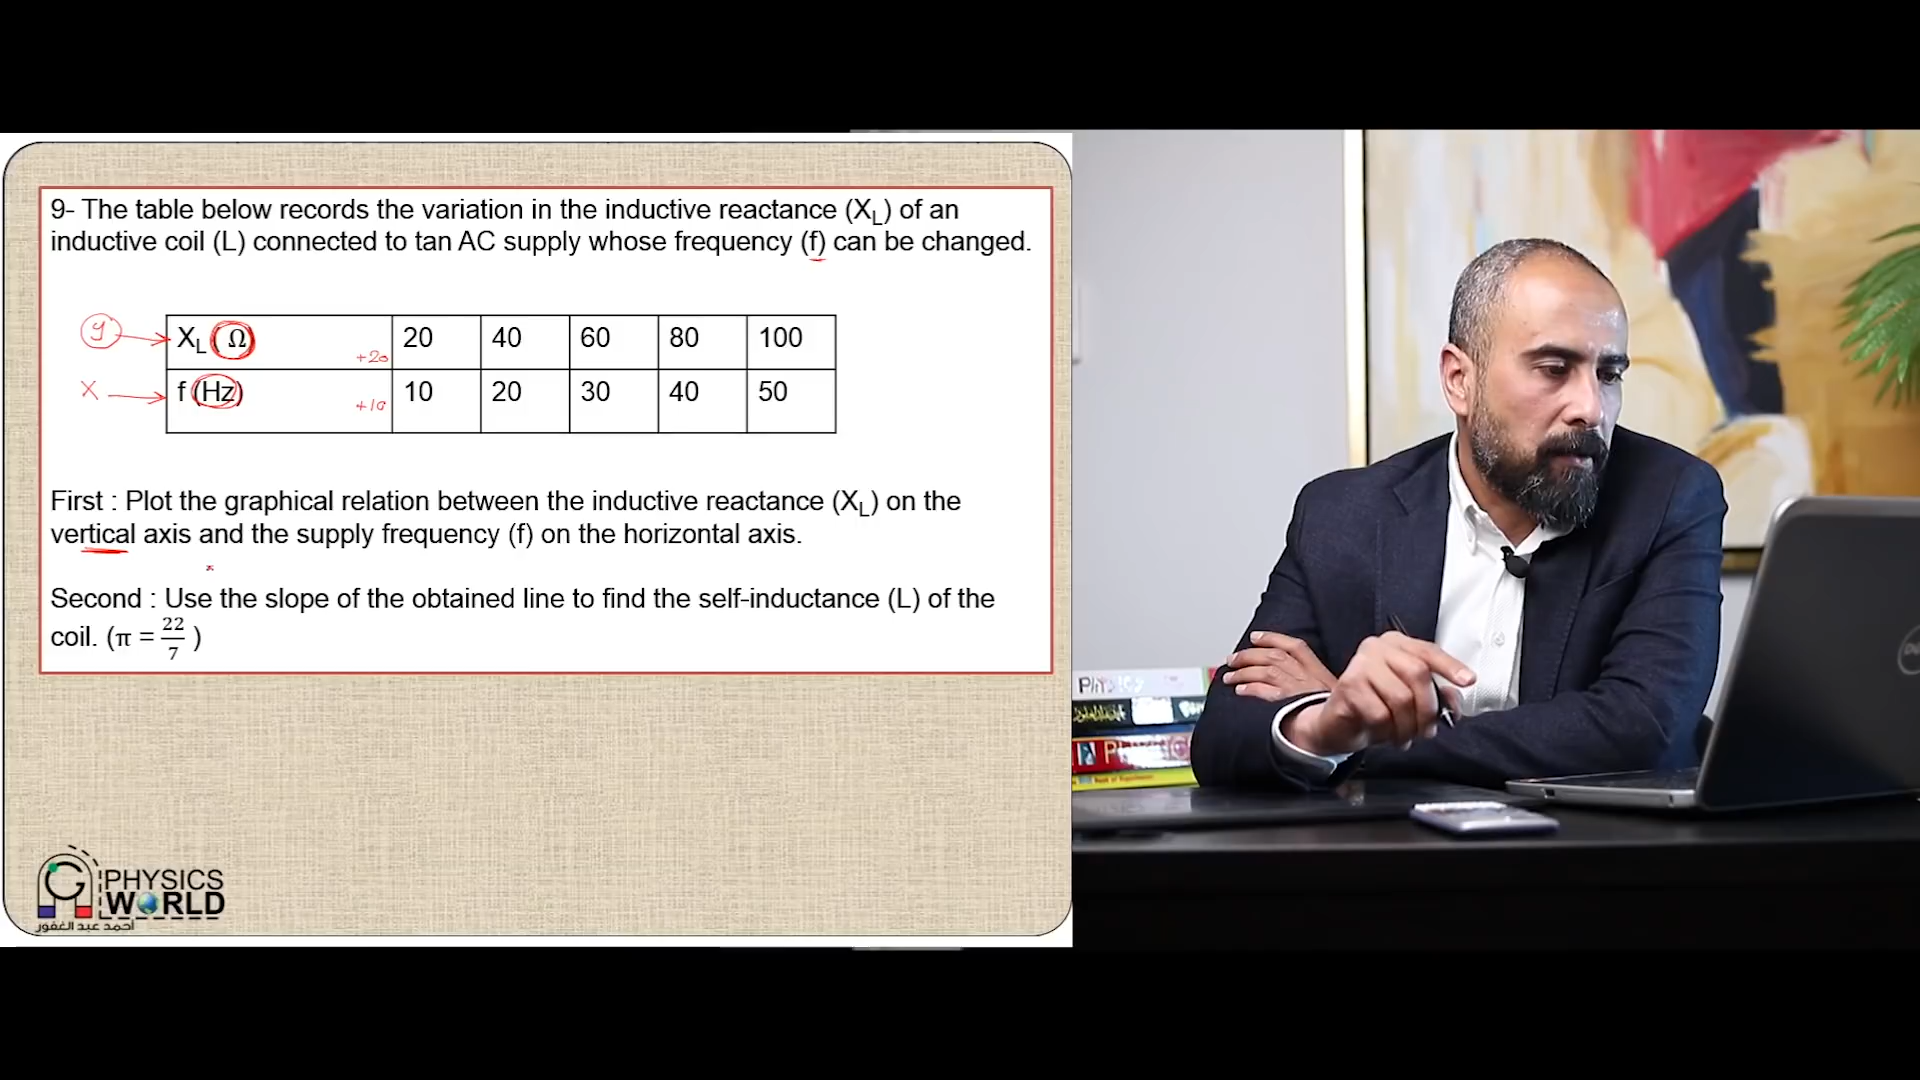 9- The table below records the variation in the inductive reactance (XL) of an
inductive coil (L) connected to tan AC supply whose frequency (f) can be changed.
y
XL ( Ω)
+20
20 40 60 80 100
X
f (Hz)
+10
10 20 30 40 50
First : Plot the graphical relation between the inductive reactance (XL) on the
vertical axis and the supply frequency (f) on the horizontal axis.
Second : Use the slope of the obtained line to find the self-inductance (L) of the
coil. (π = 22/7 )
PHYSICS
WORLD
أحمد عبد الغفور